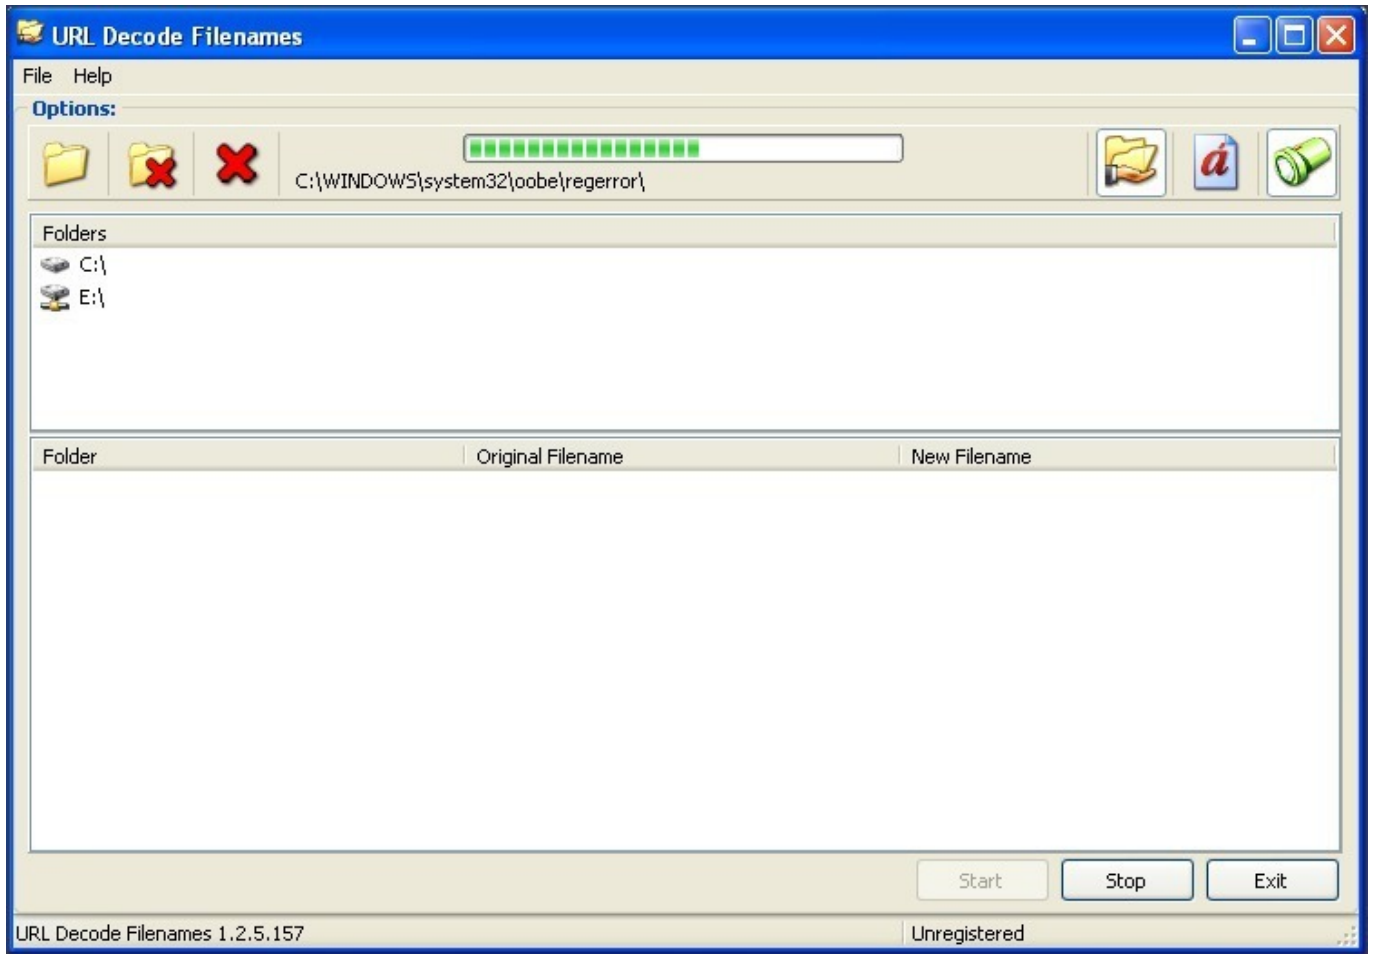 URL Decode Filenames
File Help
Options:
C:\WINDOWS\system32\oobe\regerror\
á
Folders
C:\
E:\
Folder Original Filename New Filename
Start Stop Exit
URL Decode Filenames 1.2.5.157 Unregistered